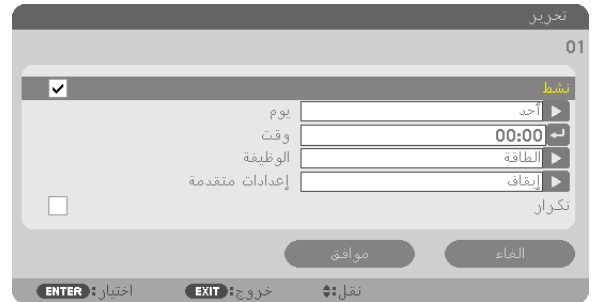 تحرير
01
نشط
يوم أحد
وقت 00:00
الوظيفة الطاقة
إعدادات متقدمة إيقاف
تكرار
الغاء موافق
نقل: خروج: EXIT اختيار: ENTER